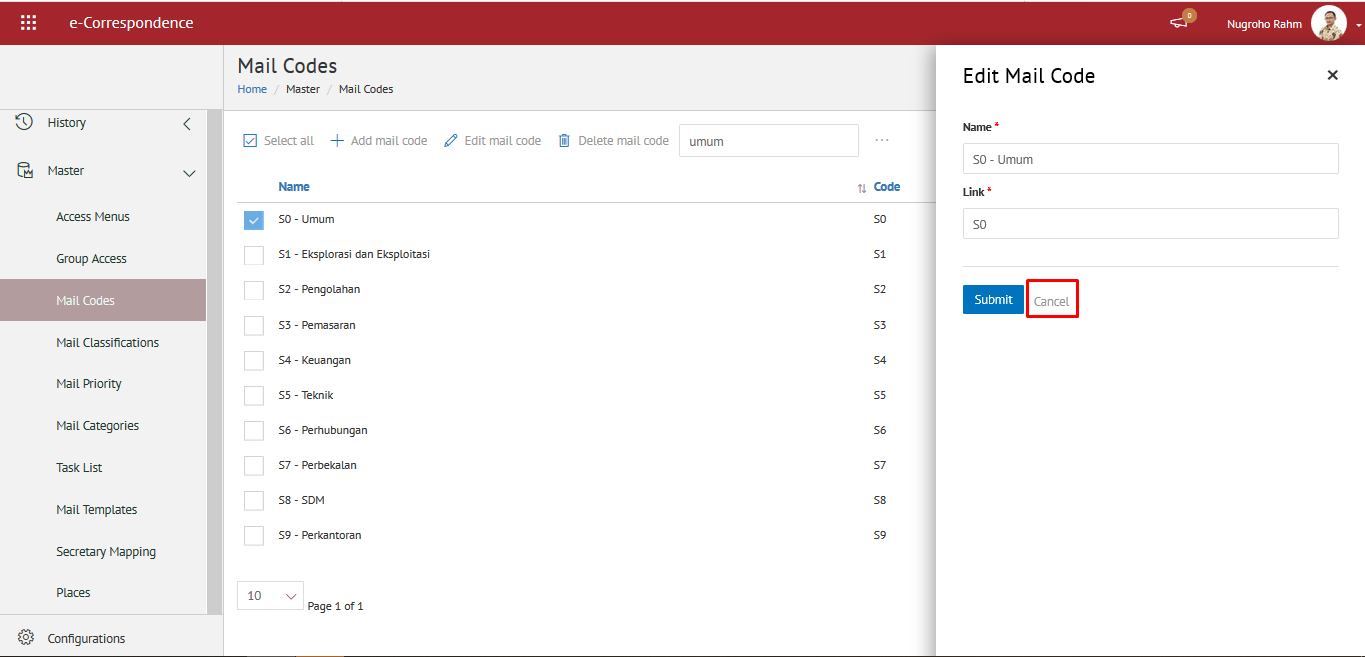 e-Correspondence
0
Nugroho Rahm
History
Master
Access Menus
Group Access
Mail Codes
Mail Classifications
Mail Priority
Mail Categories
Task List
Mail Templates
Secretary Mapping
Places
Configurations
Mail Codes
Home / Master / Mail Codes
Select all Add mail code Edit mail code Delete mail code umum ...
Name Code
S0 - Umum S0
S1 - Eksplorasi dan Eksploitasi S1
S2 - Pengolahan S2
S3 - Pemasaran S3
S4 - Keuangan S4
S5 - Teknik S5
S6 - Perhubungan S6
S7 - Perbekalan S7
S8 - SDM S8
S9 - Perkantoran S9
10 Page 1 of 1
Edit Mail Code
Name *
S0 - Umum
Link *
S0
Submit Cancel